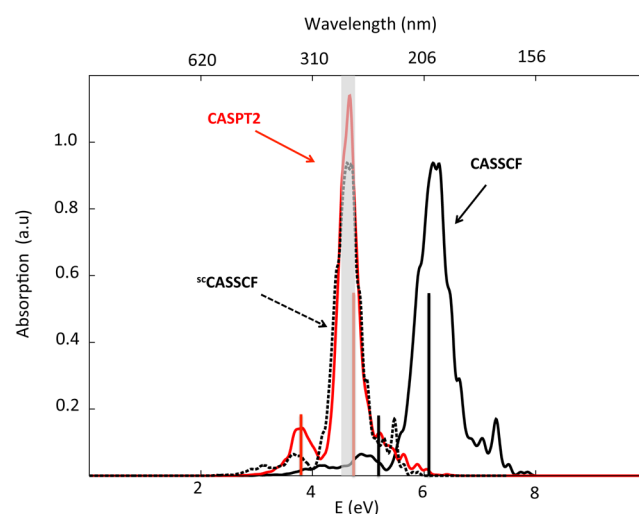 Wavelength (nm)
620 310 206 156
CASPT2
CASSCF
scCASSCF
Absorption (a.u)
1.0
0.8
0.6
0.4
0.2
2 4 6 8
E (eV)